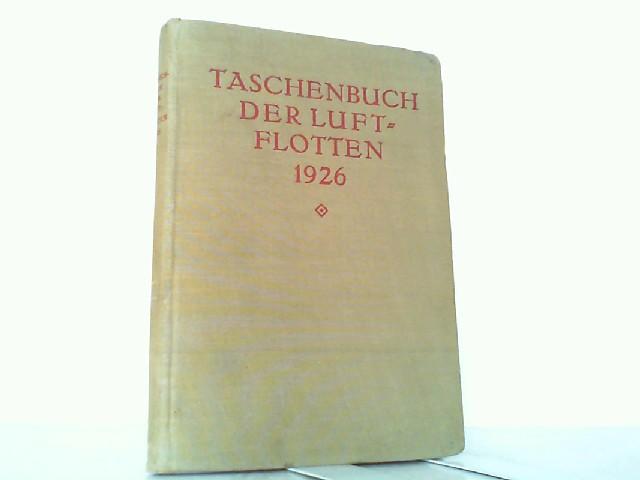 TASCHENBUCH
DER LUFT=
FLOTTEN
1926